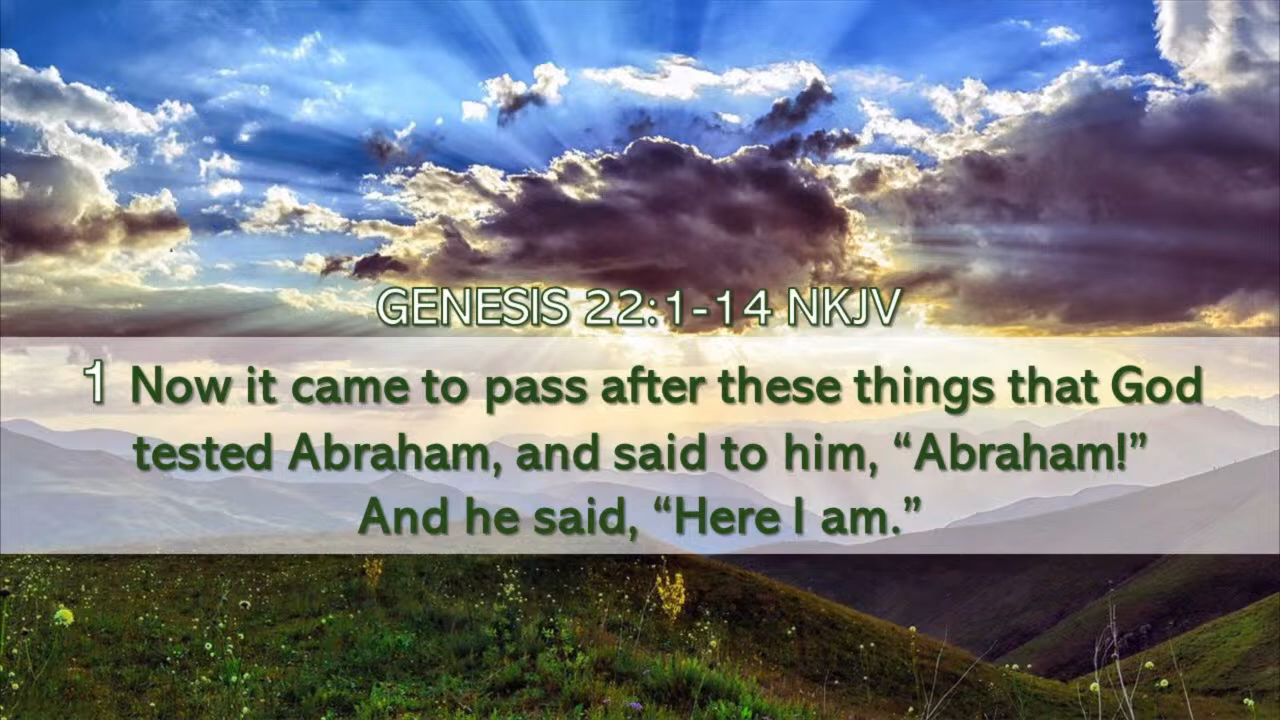 GENESIS 22:1-14 NKJV
1 Now it came to pass after these things that God
tested Abraham, and said to him, “Abraham!”
And he said, “Here I am.”